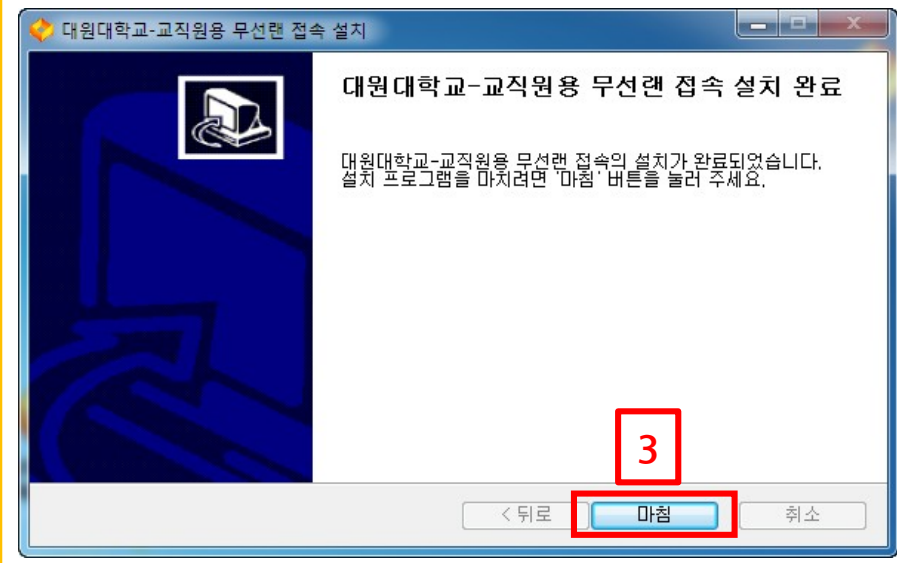 대원대학교-교직원용 무선랜 접속 설치
대원대학교-교직원용 무선랜 접속 설치 완료
대원대학교-교직원용 무선랜 접속의 설치가 완료되었습니다.
설치 프로그램을 마치려면 '마침' 버튼을 눌러 주세요.
3
< 뒤로
마침
취소